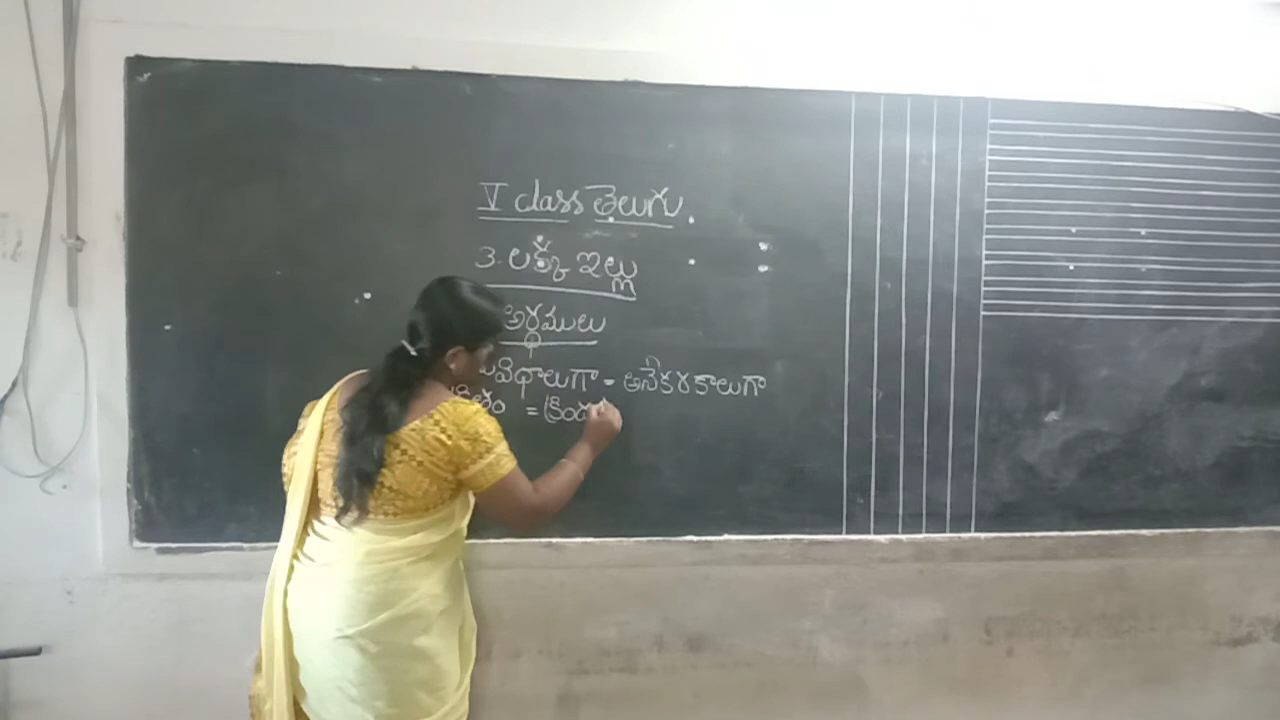 V class తెలుగు.
3. లక్క ఇల్లు
అర్థములు
విధాలుగా = అనేకరకాలుగా
=